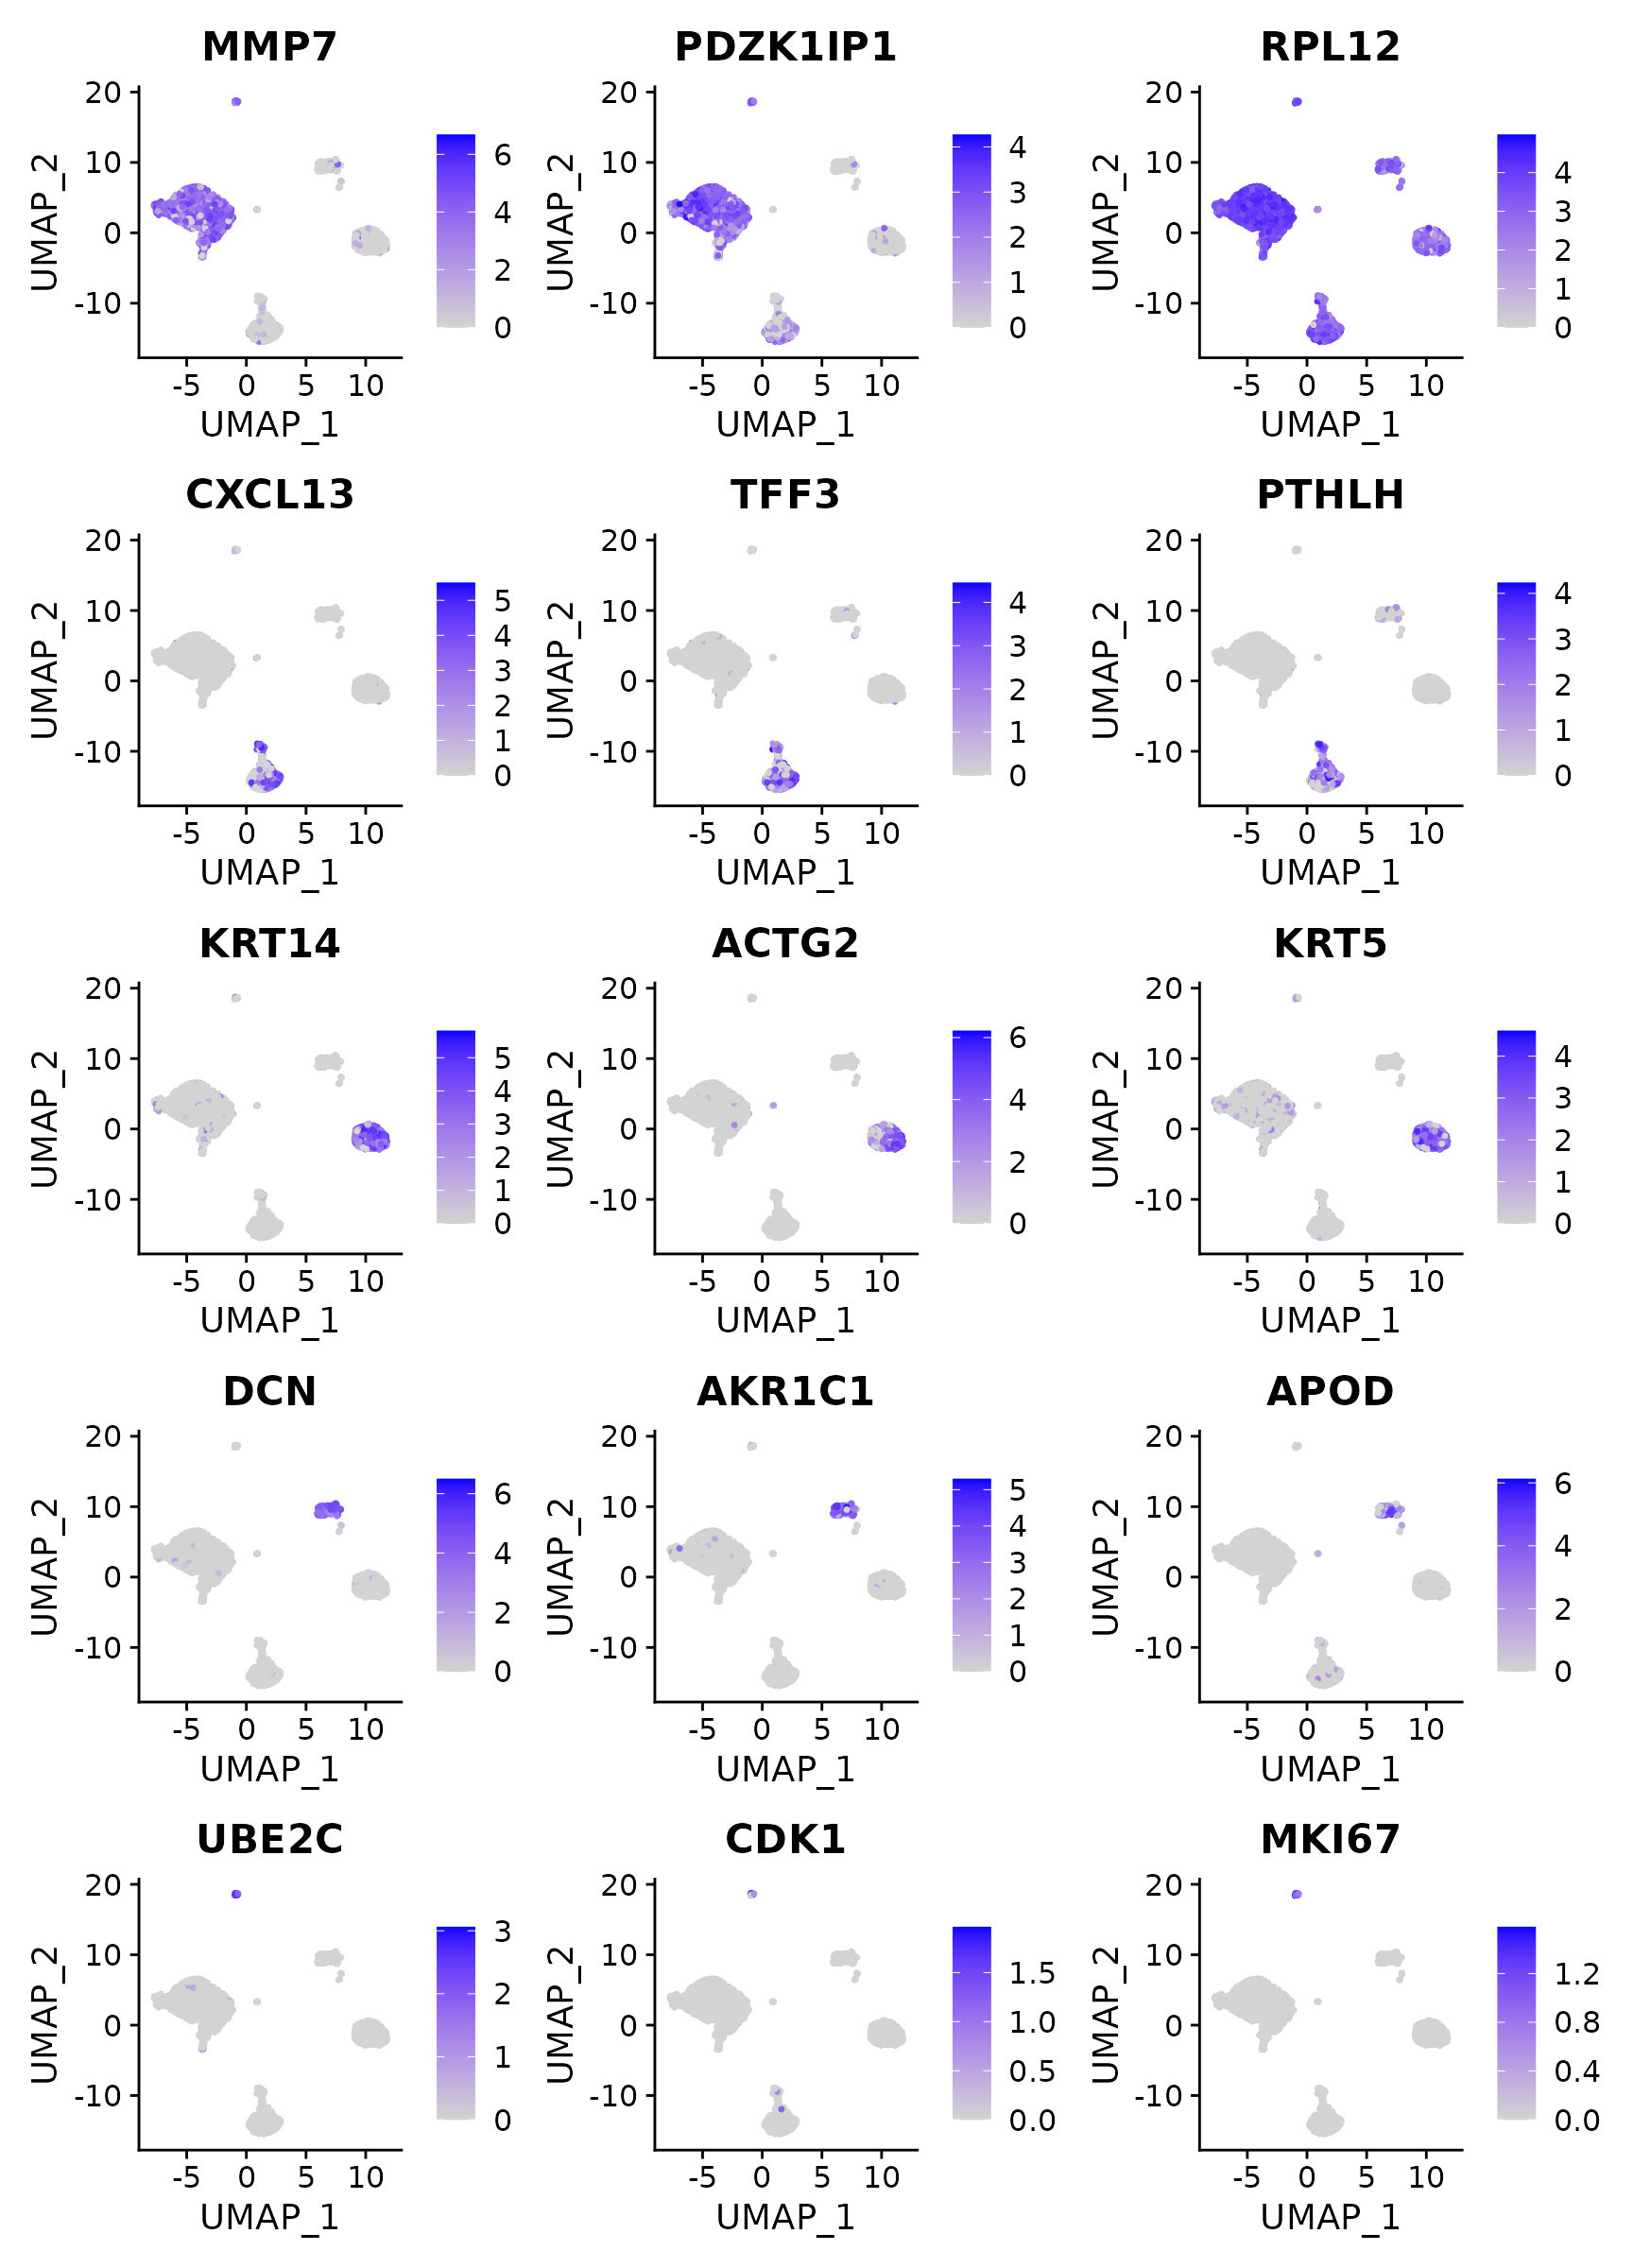 MMP7 PDZK1IP1 RPL12
20 20 20
6 4 4
10 10 10
4 3 3
UMAP_2 0 UMAP_2 0 UMAP_2 0
2 2 2
-10 1 -10 1 -10 1
0 0 0
-5 0 5 10 -5 0 5 10 -5 0 5 10
UMAP_1 UMAP_1 UMAP_1
CXCL13 TFF3 PTHLH
20 20 20
5 4 4
10 4 10 3 10 3
UMAP_2 0 3 UMAP_2 0 2 UMAP_2 0 2
2 1 1
-10 1 -10 -10
0 0 0
-5 0 5 10 -5 0 5 10 -5 0 5 10
UMAP_1 UMAP_1 UMAP_1
KRT14 ACTG2 KRT5
20 20 20
5 6 4
10 4 10 4 10 3
UMAP_2 0 3 UMAP_2 0 2 UMAP_2 0 2
2 1
-10 1 -10 -10
0 0 0
-5 0 5 10 -5 0 5 10 -5 0 5 10
UMAP_1 UMAP_1 UMAP_1
DCN AKR1C1 APOD
20 20 20
6 5 6
10 4 10 4 10 4
UMAP_2 0 2 UMAP_2 0 3 UMAP_2 0 2
2
-10 -10 1 -10
0 0 0
-5 0 5 10 -5 0 5 10 -5 0 5 10
UMAP_1 UMAP_1 UMAP_1
UBE2C CDK1 MKI67
20 20 20
3
10 2 10 1.5 10 1.2
UMAP_2 0 1 UMAP_2 0 1.0 UMAP_2 0 0.8
-10 -10 0.5 -10 0.4
0 0.0 0.0
-5 0 5 10 -5 0 5 10 -5 0 5 10
UMAP_1 UMAP_1 UMAP_1